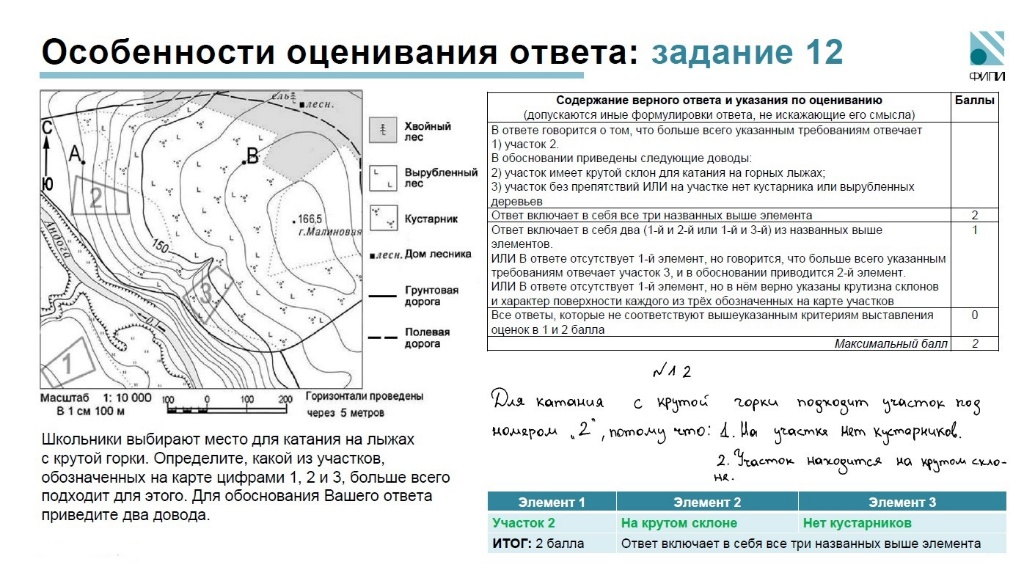 Особенности оценивания ответа: задание 12
ФИПИ
ель
лесн.
С
Ю
А
В
2
166,5
г.Малиновая
150
Андога
3
1
Хвойный
лес
Вырубленный
лес
Кустарник
лесн. Дом лесника
Грунтовая
дорога
Полевая
дорога
Масштаб 1: 10 000
В 1 см 100 м
100 0 100 200
Горизонтали проведены
через 5 метров
Школьники выбирают место для катания на лыжах
с крутой горки. Определите, какой из участков,
обозначенных на карте цифрами 1, 2 и 3, больше всего
подходит для этого. Для обоснования Вашего ответа
приведите два довода.
Содержание верного ответа и указания по оцениванию Баллы
(допускаются иные формулировки ответа, не искажающие его смысла)
В ответе говорится о том, что больше всего указанным требованиям отвечает
1) участок 2.
В обосновании приведены следующие доводы:
2) участок имеет крутой склон для катания на горных лыжах;
3) участок без препятствий ИЛИ на участке нет кустарника или вырубленных
деревьев
Ответ включает в себя все три названных выше элемента 2
Ответ включает в себя два (1-й и 2-й или 1-й и 3-й) из названных выше 1
элементов.
ИЛИ В ответе отсутствует 1-й элемент, но говорится, что больше всего указанным
требованиям отвечает участок 3, и в обосновании приводится 2-й элемент.
ИЛИ В ответе отсутствует 1-й элемент, но в нём верно указаны крутизна склонов
и характер поверхности каждого из трёх обозначенных на карте участков
Все ответы, которые не соответствуют вышеуказанным критериям выставления 0
оценок в 1 и 2 балла
Максимальный балл 2
№12
Для катания с крутой горки подходит участок под
номером „2", потому что: 1. На участке нет кустарников.
2. Участок находится на крутом скло-
не.
Элемент 1 Элемент 2 Элемент 3
Участок 2 На крутом склоне Нет кустарников
ИТОГ: 2 балла Ответ включает в себя все три названных выше элемента